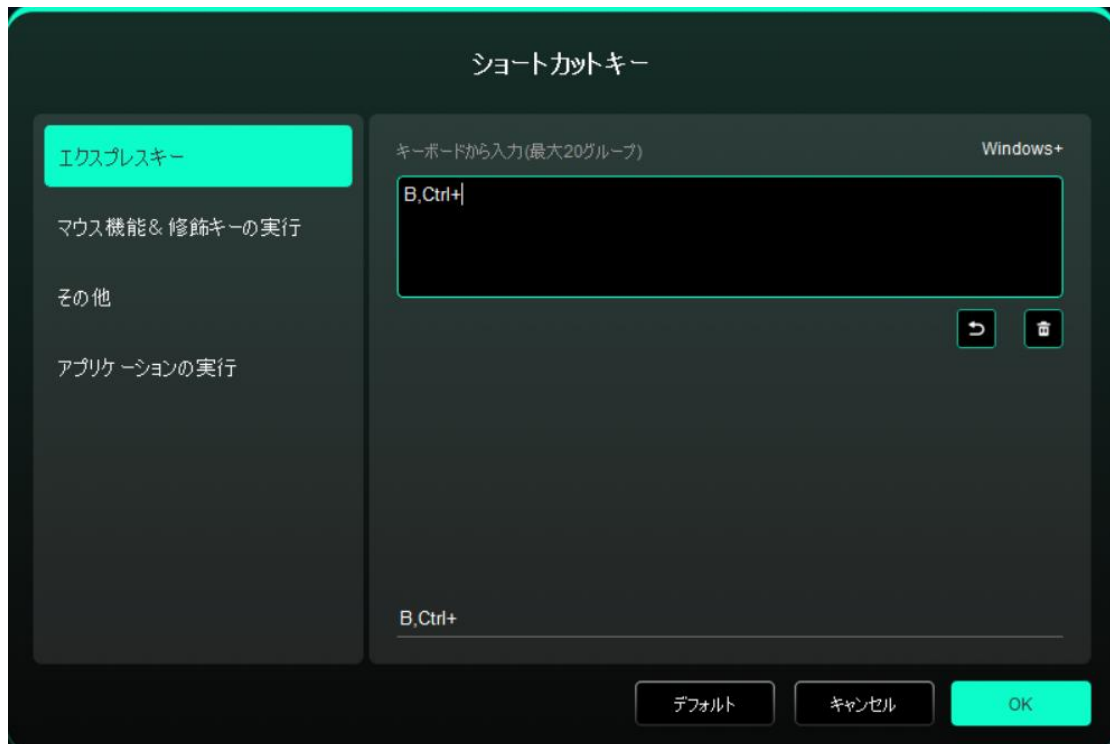 ショートカットキー
エクスプレスキー
マウス機能& 修飾キーの実行
その他
アプリケーションの実行
キーボードから入力(最大20グループ)
Windows+
B,Ctrl+
B,Ctrl+
デフォルト
キャンセル
OK